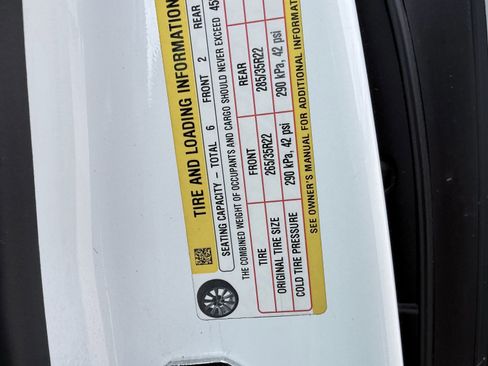 TIRE AND LOADING INFORMATION
SEATING CAPACITY - TOTAL 6 FRONT 2 REAR
THE COMBINED WEIGHT OF OCCUPANTS AND CARGO SHOULD NEVER EXCEED 45
TIRE FRONT REAR
ORIGINAL TIRE SIZE 265/35R22 285/35R22
COLD TIRE PRESSURE 290 kPa, 42 psi 290 kPa, 42 psi
SEE OWNER'S MANUAL FOR ADDITIONAL INFORMATION